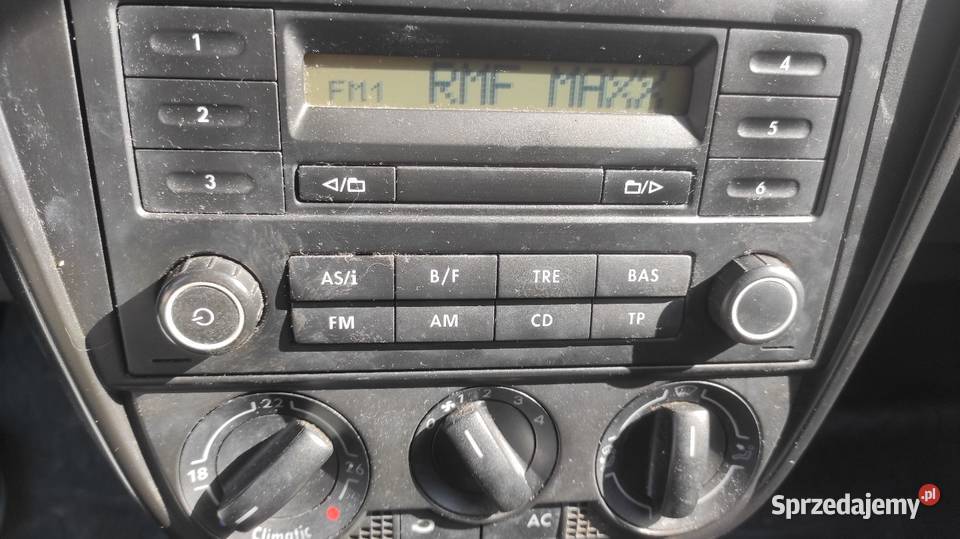 1
FM1 RMF MAXX
4
2
5
3
6
AS/i B/F TRE BAS
FM AM CD TP
22
18
26
Climatic
0 1 2 3 4
AC
Sprzedajemy.pl